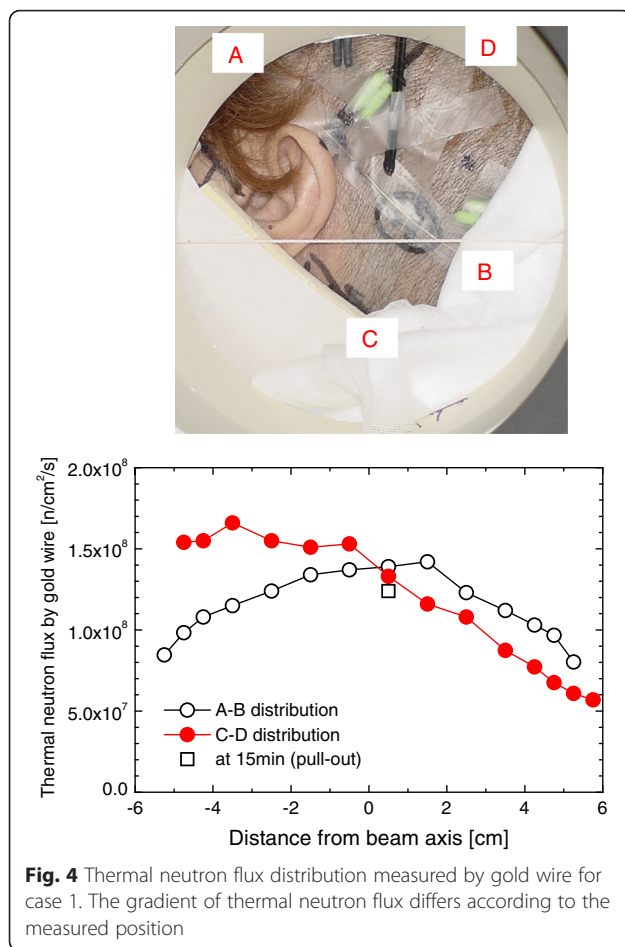 A
D
B
C
Thermal neutron flux by gold wire [n/cm²/s]
2.0x10⁸
1.5x10⁸
1.0x10⁸
5.0x10⁷
0.0
-6 -4 -2 0 2 4 6
A-B distribution
C-D distribution
at 15min (pull-out)
Distance from beam axis [cm]
Fig. 4 Thermal neutron flux distribution measured by gold wire for
case 1. The gradient of thermal neutron flux differs according to the
measured position